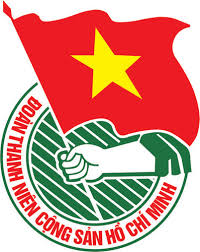 ĐOÀN THANH NIÊN CỘNG SẢN HỒ CHÍ MINH